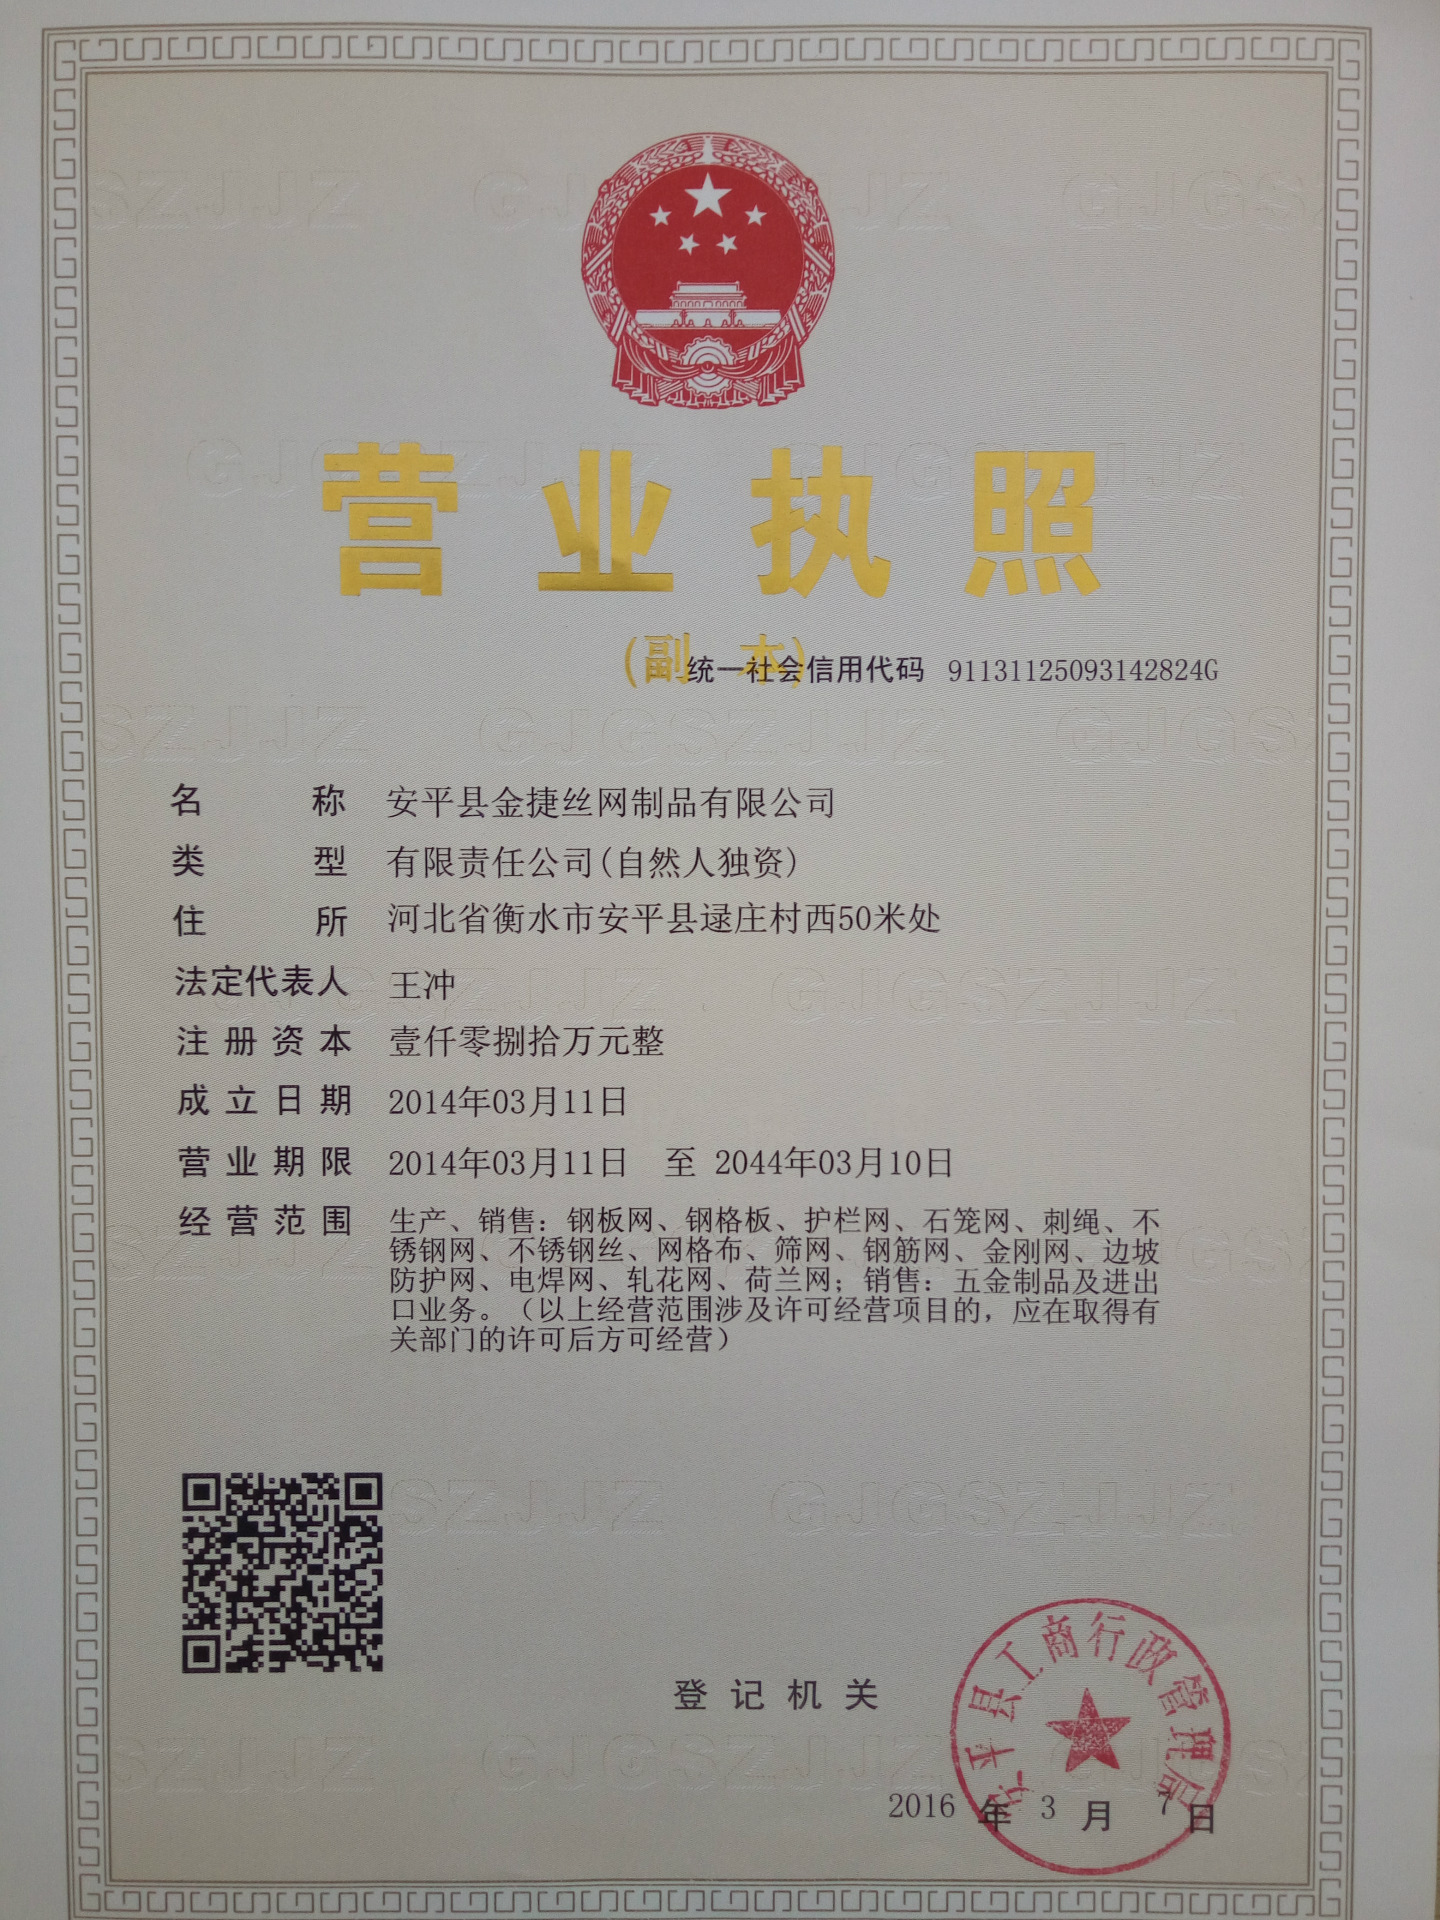 营业执照
(副 本)
统一社会信用代码 91131125093142824G
名 称 安平县金捷丝网制品有限公司
类 型 有限责任公司(自然人独资)
住 所 河北省衡水市安平县逯庄村西50米处
法定代表人 王冲
注册资本 壹仟零捌拾万元整
成立日期 2014年03月11日
营业期限 2014年03月11日 至 2044年03月10日
经营范围 生产、销售：钢板网、钢格板、护栏网、石笼网、刺绳、不
锈钢网、不锈钢丝、网格布、筛网、钢筋网、金刚网、边坡
防护网、电焊网、轧花网、荷兰网；销售：五金制品及进出
口业务。（以上经营范围涉及许可经营项目的，应在取得有
关部门的许可后方可经营）
登记机关
安平县工商行政管理局
2016 年 3 月 7 日